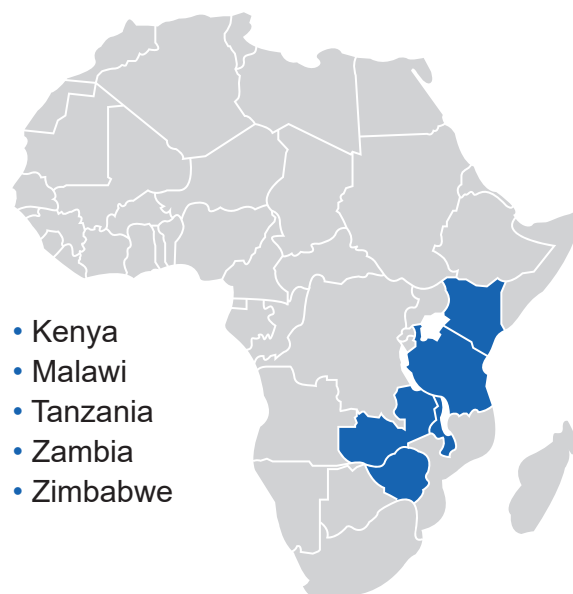 • Kenya
• Malawi
• Tanzania
• Zambia
• Zimbabwe